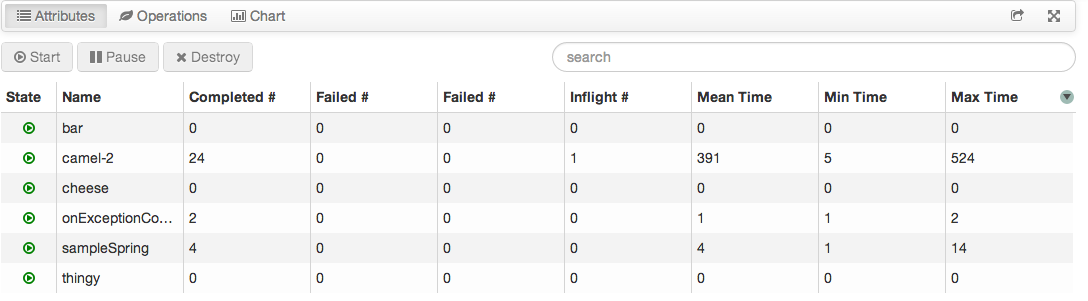 Attributes Operations Chart
Start Pause Destroy search
State Name Completed # Failed # Failed # Inflight # Mean Time Min Time Max Time
bar 0 0 0 0 0 0 0
camel-2 24 0 0 1 391 5 524
cheese 0 0 0 0 0 0 0
onExceptionCo... 2 0 0 0 1 1 2
sampleSpring 4 0 0 0 4 1 14
thingy 0 0 0 0 0 0 0